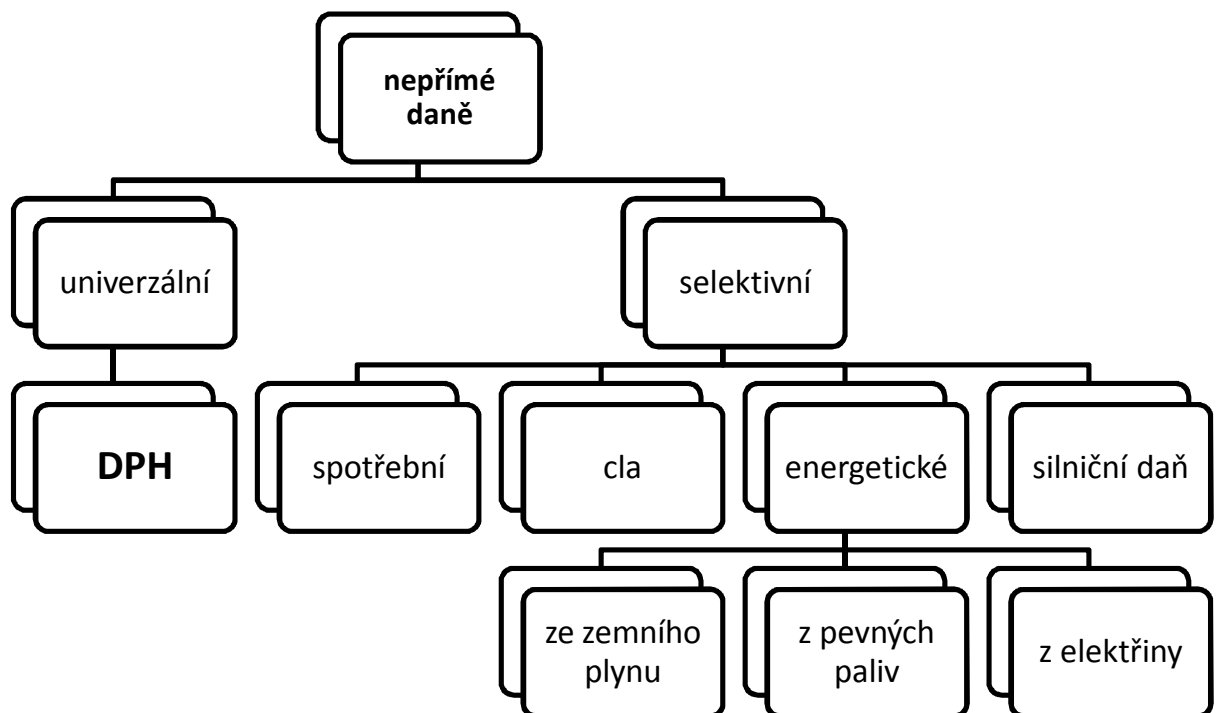 nepřímé
daně
univerzální
selektivní
DPH
spotřební
cla
energetické
silniční daň
ze zemního
plynu
z pevných
paliv
z elektřiny